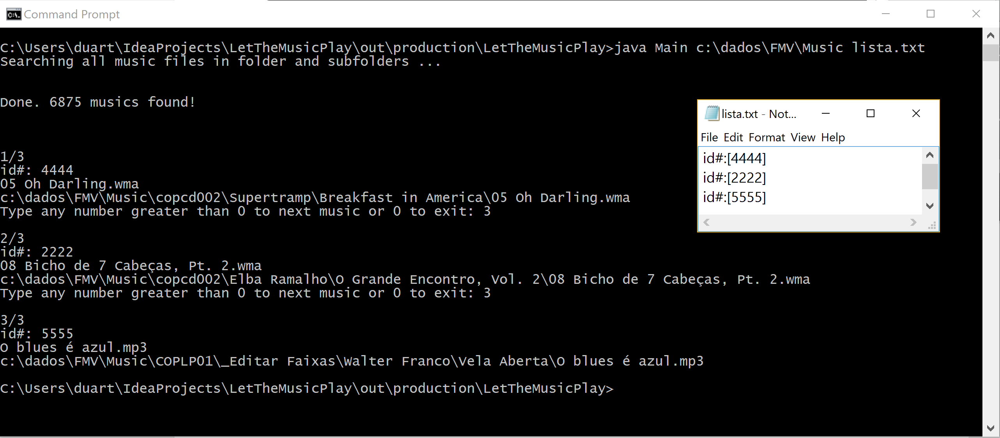 Command Prompt
C:\Users\duart\IdeaProjects\LetTheMusicPlay\out\production\LetTheMusicPlay>java Main c:\dados\FMV\Music lista.txt
Searching all music files in folder and subfolders ...
Done. 6875 musics found!
1/3
id#: 4444
05 Oh Darling.wma
c:\dados\FMV\Music\copcd002\Supertramp\Breakfast in America\05 Oh Darling.wma
Type any number greater than 0 to next music or 0 to exit: 3
2/3
id#: 2222
08 Bicho de 7 Cabeças, Pt. 2.wma
c:\dados\FMV\Music\copcd002\Elba Ramalho\O Grande Encontro, Vol. 2\08 Bicho de 7 Cabeças, Pt. 2.wma
Type any number greater than 0 to next music or 0 to exit: 3
3/3
id#: 5555
O blues é azul.mp3
c:\dados\FMV\Music\COPLP01\_Editar Faixas\Walter Franco\Vela Aberta\O blues é azul.mp3
C:\Users\duart\IdeaProjects\LetTheMusicPlay\out\production\LetTheMusicPlay>
lista.txt - Not...
File Edit Format View Help
id#:[4444]
id#:[2222]
id#:[5555]